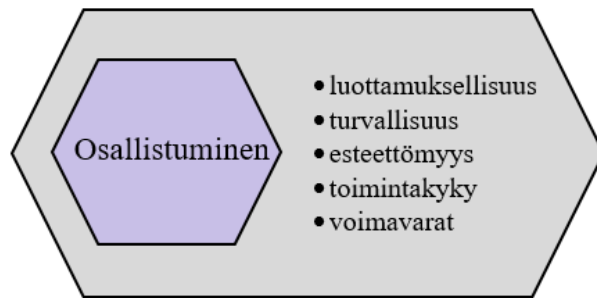 Osallistuminen
• luottamuksellisuus
• turvallisuus
• esteettömyys
• toimintakyky
• voimavarat